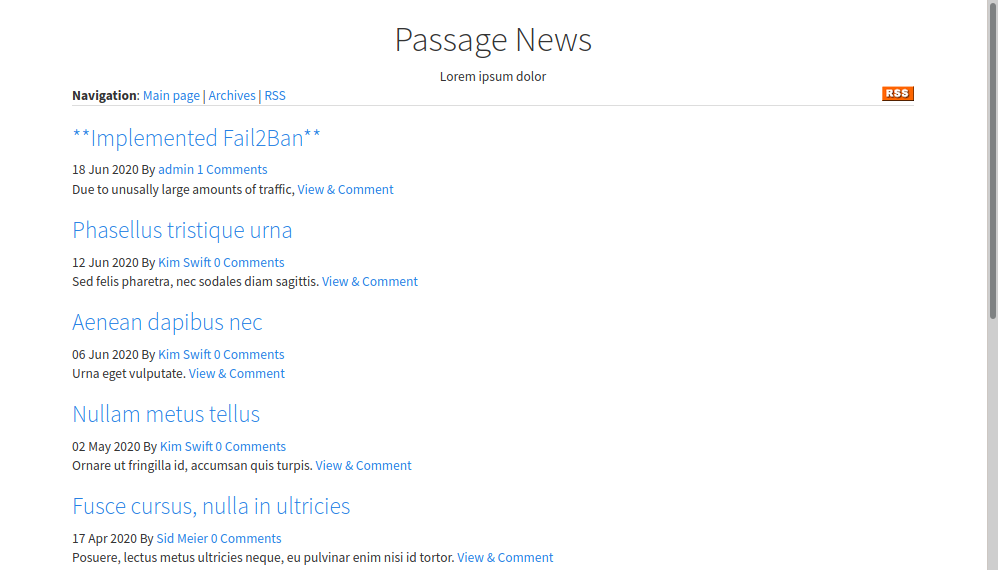 Passage News
Lorem ipsum dolor
Navigation: Main page | Archives | RSS
RSS
**Implemented Fail2Ban**
18 Jun 2020 By admin 1 Comments
Due to unusally large amounts of traffic, View & Comment
Phasellus tristique urna
12 Jun 2020 By Kim Swift 0 Comments
Sed felis pharetra, nec sodales diam sagittis. View & Comment
Aenean dapibus nec
06 Jun 2020 By Kim Swift 0 Comments
Urna eget vulputate. View & Comment
Nullam metus tellus
02 May 2020 By Kim Swift 0 Comments
Ornare ut fringilla id, accumsan quis turpis. View & Comment
Fusce cursus, nulla in ultricies
17 Apr 2020 By Sid Meier 0 Comments
Posuere, lectus metus ultricies neque, eu pulvinar enim nisi id tortor. View & Comment